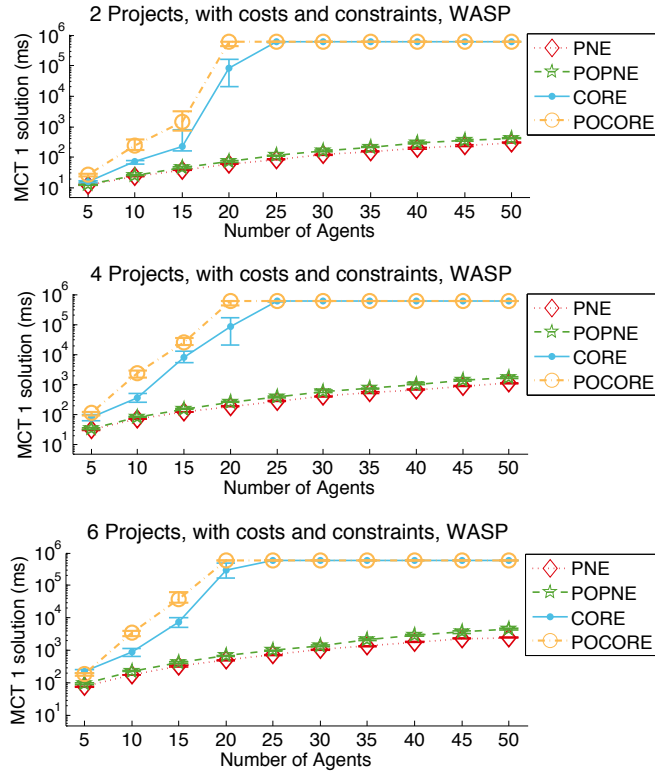 2 Projects, with costs and constraints, WASP
MCT 1 solution (ms)
10^6
10^5
10^4
10^3
10^2
10^1
5 10 15 20 25 30 35 40 45 50
Number of Agents
PNE
POPNE
CORE
POCORE
4 Projects, with costs and constraints, WASP
MCT 1 solution (ms)
10^6
10^5
10^4
10^3
10^2
10^1
5 10 15 20 25 30 35 40 45 50
Number of Agents
PNE
POPNE
CORE
POCORE
6 Projects, with costs and constraints, WASP
MCT 1 solution (ms)
10^6
10^5
10^4
10^3
10^2
10^1
5 10 15 20 25 30 35 40 45 50
Number of Agents
PNE
POPNE
CORE
POCORE